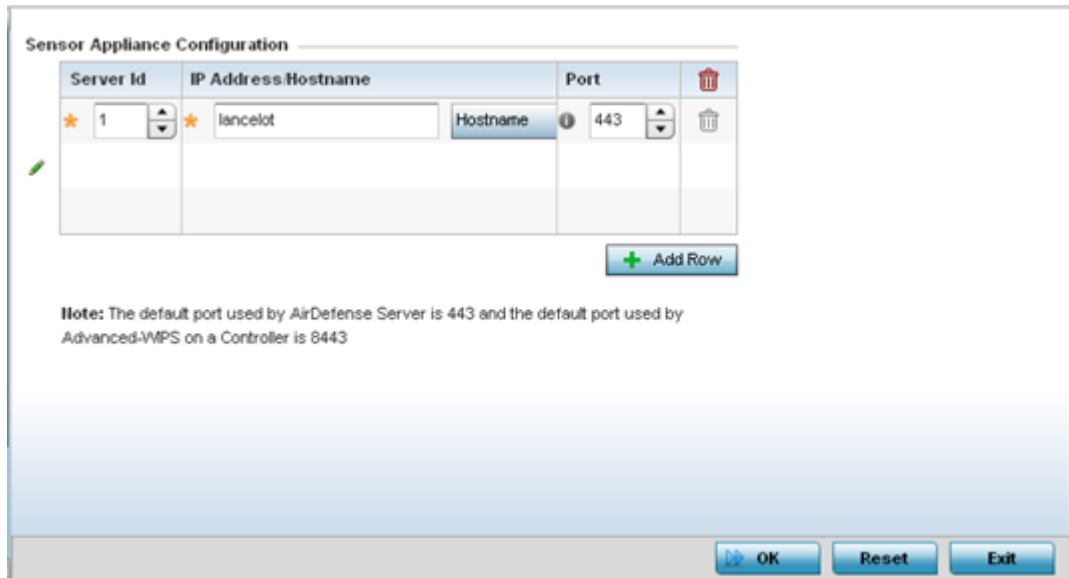 Sensor Appliance Configuration
Server Id IP Address/Hostname Port
1 lancelot Hostname 443
Add Row
Note: The default port used by AirDefense Server is 443 and the default port used by
Advanced-WIPS on a Controller is 8443
OK Reset Exit